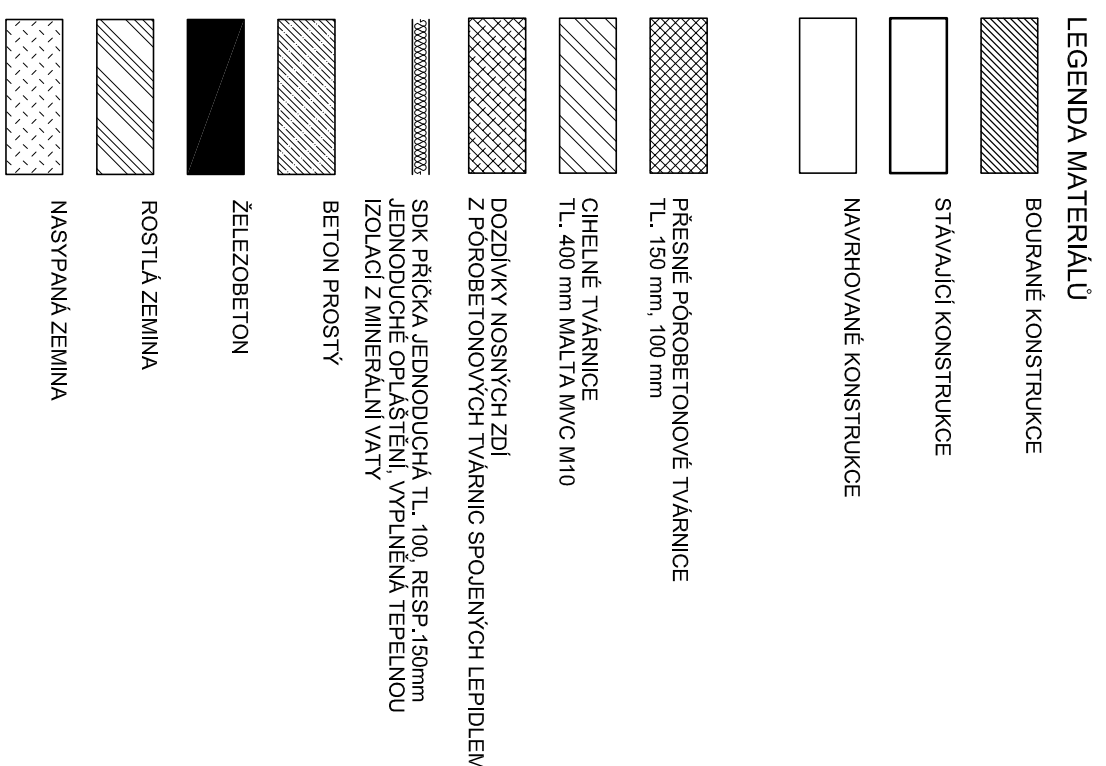 LEGENDA MATERIÁLŮ
BOURANÉ KONSTRUKCE
STÁVAJÍCÍ KONSTRUKCE
NAVRHOVANÉ KONSTRUKCE
PŘESNÉ PÓROBETONOVÉ TVÁRNICE
TL. 150 mm, 100 mm
CIHELNÉ TVÁRNICE
TL. 400 mm MALTA MVC M10
DOZDÍVKY NOSNÝCH ZDÍ
Z PÓROBETONOVÝCH TVÁRNIC SPOJENÝCH LEPIDLEM
SDK PŘÍČKA JEDNODUCHÁ TL. 100, RESP.150mm
JEDNODUCHÉ OPLÁŠTĚNÍ, VYPLNĚNÁ TEPELNOU
IZOLACÍ Z MINERÁLNÍ VATY
BETON PROSTÝ
ŽELEZOBETON
ROSTLÁ ZEMINA
NASYPANÁ ZEMINA